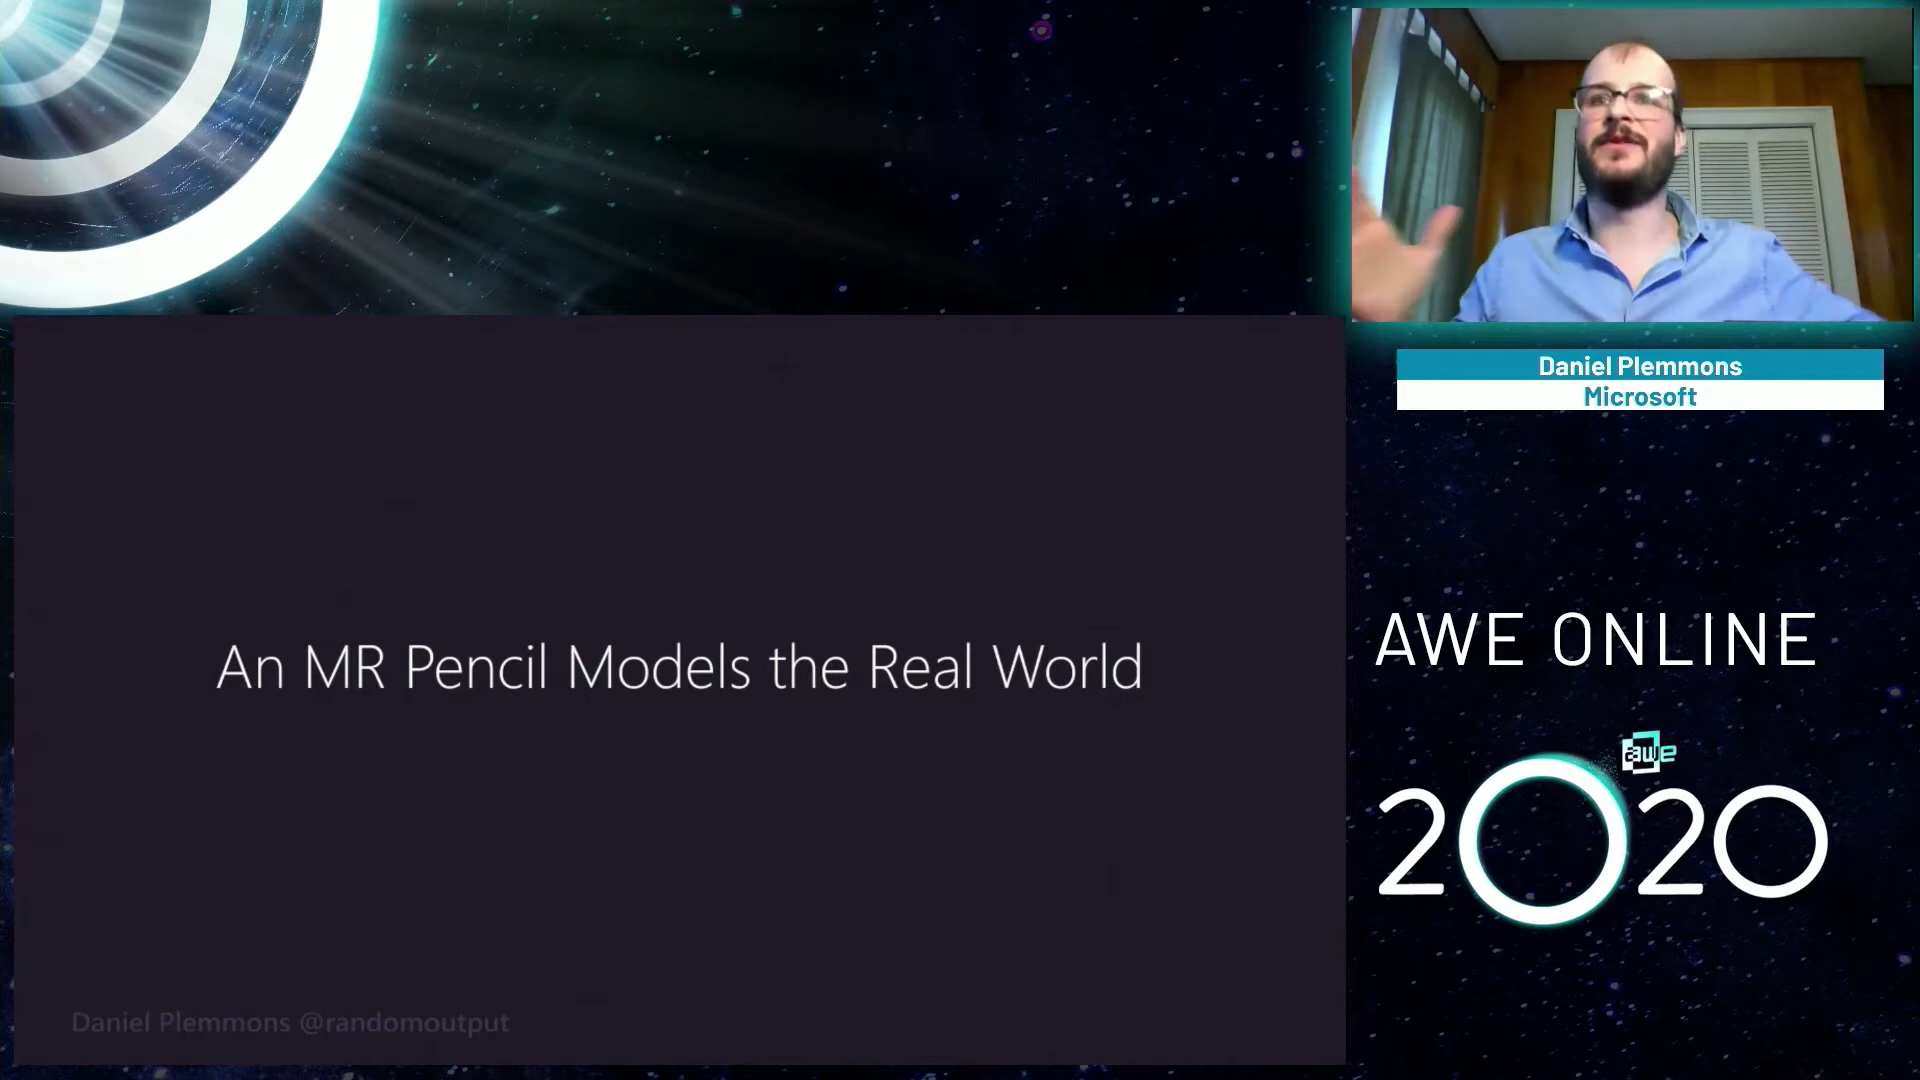 Daniel Plemmons
Microsoft
An MR Pencil Models the Real World
Daniel Plemmons @randomoutput
AWE ONLINE
awe
2020